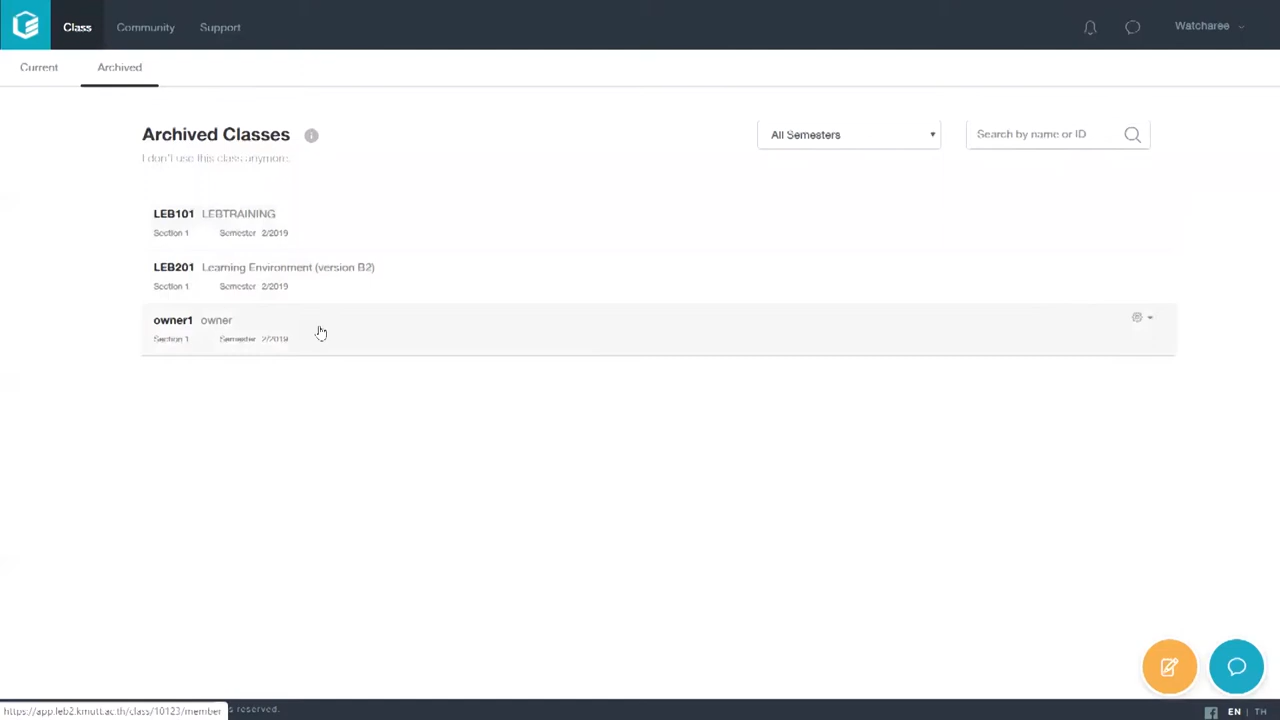 Class Community Support Watcharee
Current Archived
Archived Classes
All Semesters
Search by name or ID
I don't use this class anymore.
LEB101 LEBTRAINING
Section 1 Semester 2/2019
LEB201 Learning Environment (version B2)
Section 1 Semester 2/2019
owner1 owner
Section 1 Semester 2/2019
https://app.leb2.kmutt.ac.th/class/10123/member
s reserved.
EN | TH